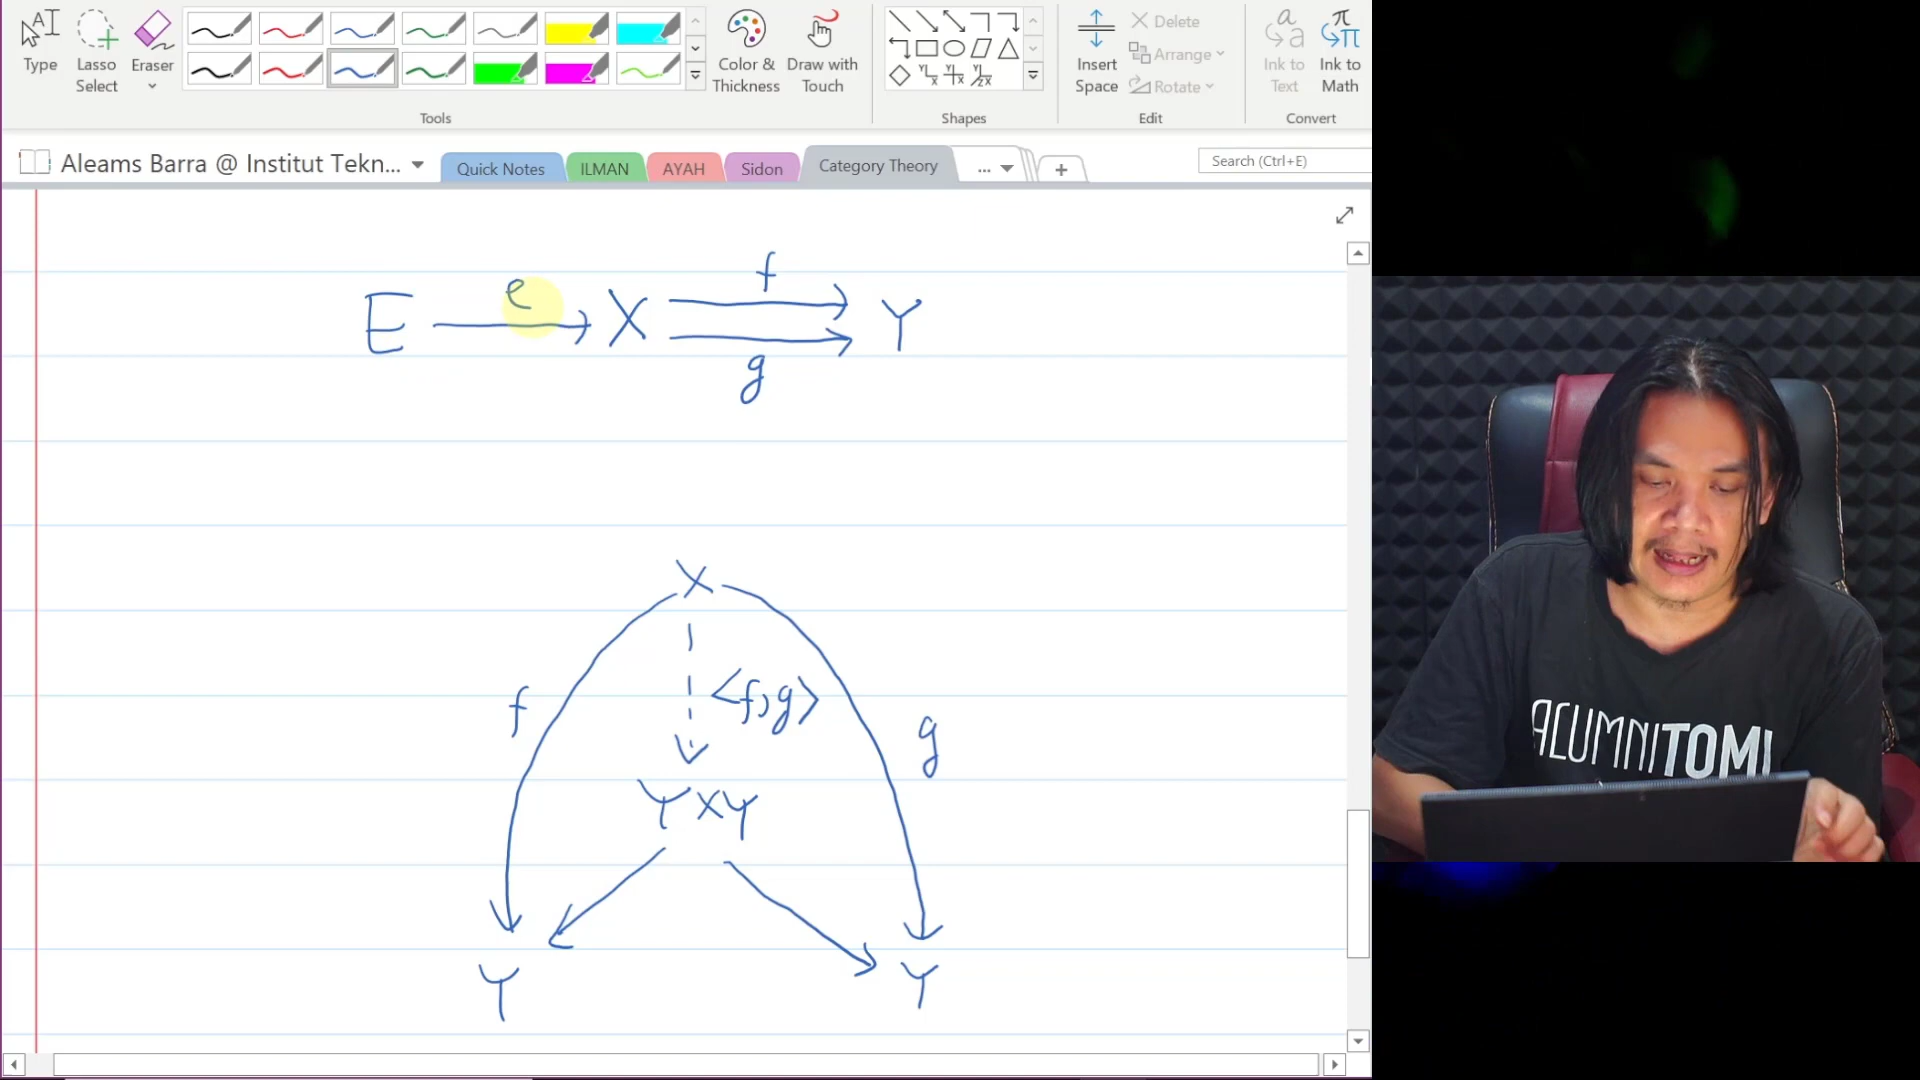 Type
Lasso Select
Eraser
Color & Thickness
Draw with Touch
Insert Space
Delete
Arrange
Rotate
Ink to Text
Ink to Math
Tools
Shapes
Edit
Convert
Aleams Barra @ Institut Tekn...
Quick Notes
ILMAN
AYAH
Sidon
Category Theory
...
Search (Ctrl+E)
f
e
E X Y
g
X
<f,g>
f
g
Y X Y
Y Y
ALUMNITOMI